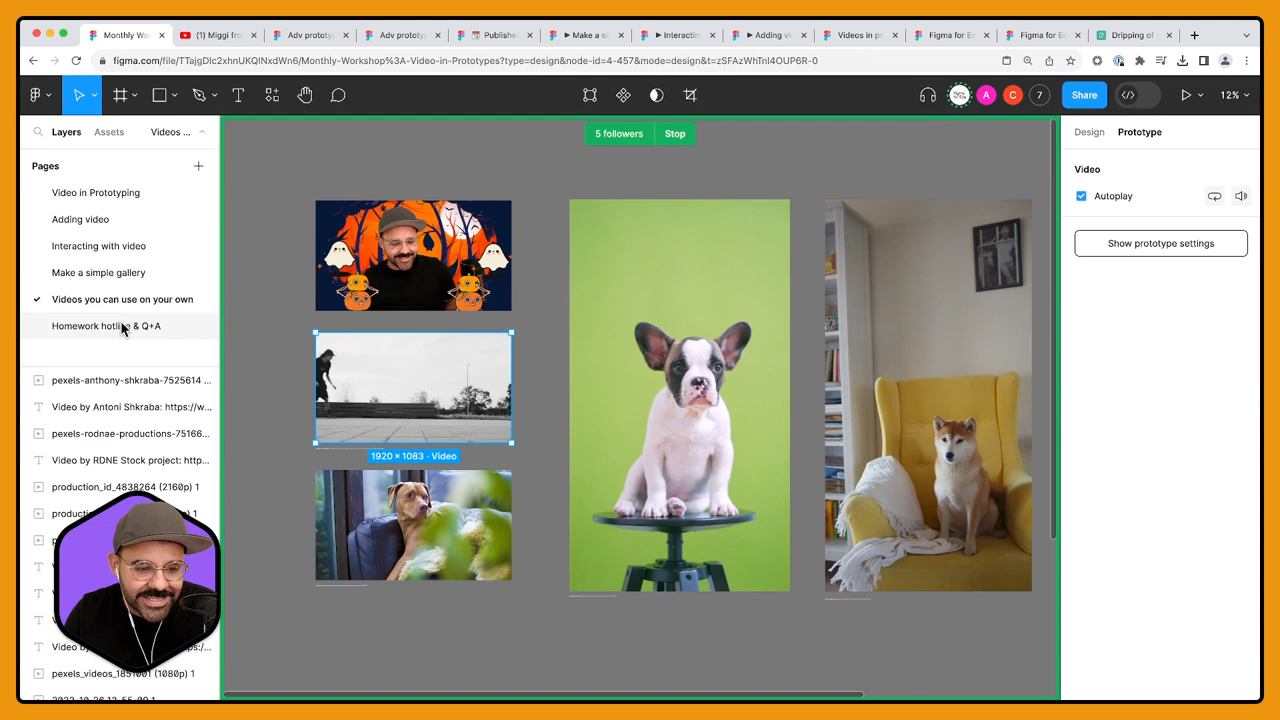 Monthly Wo
(1) Miggi fro
Adv prototy
Adv prototy
Publishe
Make a si
Interactin
Adding vi
Videos in pr
Figma for Ed
Figma for Ed
Dripping of
figma.com/file/TTajgDlc2xhnUKQINxdWn6/Monthly-Workshop%3A-Video-in-Prototypes?type=design&node-id=4-457&mode=design&t=zSFAzWhTnI4OUP6R-0
A
C
7
Share
12%
Layers
Assets
Videos ...
5 followers
Stop
Design
Prototype
Pages
Video
Video in Prototyping
Autoplay
Adding video
Show prototype settings
Interacting with video
Make a simple gallery
Videos you can use on your own
Homework hotline & Q+A
pexels-anthony-shkraba-7525614 ...
Video by Antoni Shkraba: https://w...
pexels-rodnae-productions-75166...
Video by RDNE Stock project: http...
1920 × 1083 - Video
production_id_4838264 (2160p) 1
pexels_videos_1851001 (1080p) 1